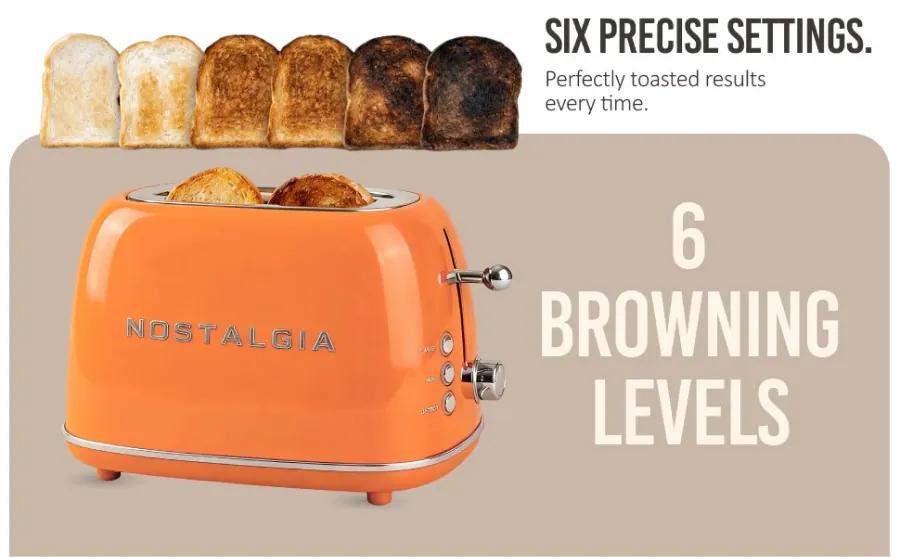 SIX PRECISE SETTINGS.
Perfectly toasted results
every time.
NOSTALGIA
6
BROWNING
LEVELS